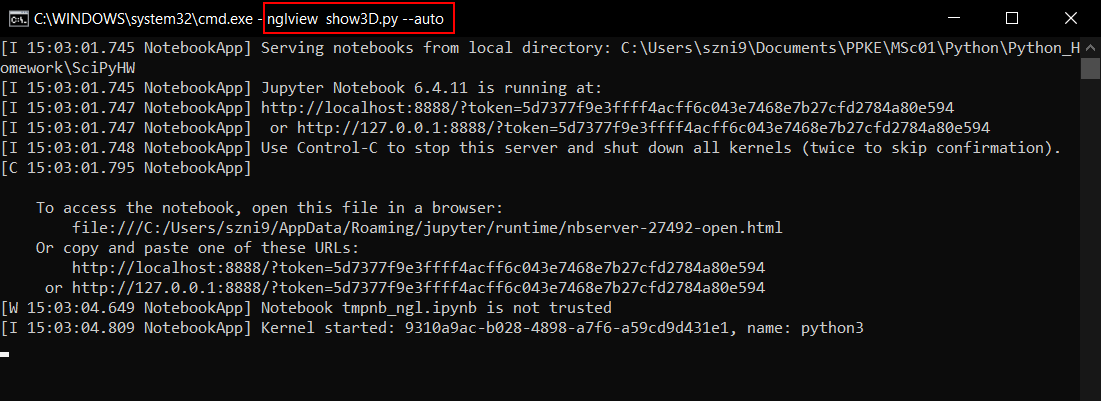 C:\WINDOWS\system32\cmd.exe - nglview show3D.py --auto
[I 15:03:01.745 NotebookApp] Serving notebooks from local directory: C:\Users\szni9\Documents\PPKE\MSc01\Python\Python_H
omework\SciPyHW
[I 15:03:01.745 NotebookApp] Jupyter Notebook 6.4.11 is running at:
[I 15:03:01.747 NotebookApp] http://localhost:8888/?token=5d7377f9e3ffff4acff6c043e7468e7b27cfd2784a80e594
[I 15:03:01.747 NotebookApp]  or http://127.0.0.1:8888/?token=5d7377f9e3ffff4acff6c043e7468e7b27cfd2784a80e594
[I 15:03:01.748 NotebookApp] Use Control-C to stop this server and shut down all kernels (twice to skip confirmation).
[C 15:03:01.795 NotebookApp]
To access the notebook, open this file in a browser:
file:///C:/Users/szni9/AppData/Roaming/jupyter/runtime/nbserver-27492-open.html
Or copy and paste one of these URLs:
http://localhost:8888/?token=5d7377f9e3ffff4acff6c043e7468e7b27cfd2784a80e594
or http://127.0.0.1:8888/?token=5d7377f9e3ffff4acff6c043e7468e7b27cfd2784a80e594
[W 15:03:04.649 NotebookApp] Notebook tmpnb_ngl.ipynb is not trusted
[I 15:03:04.809 NotebookApp] Kernel started: 9310a9ac-b028-4898-a7f6-a59cd9d431e1, name: python3